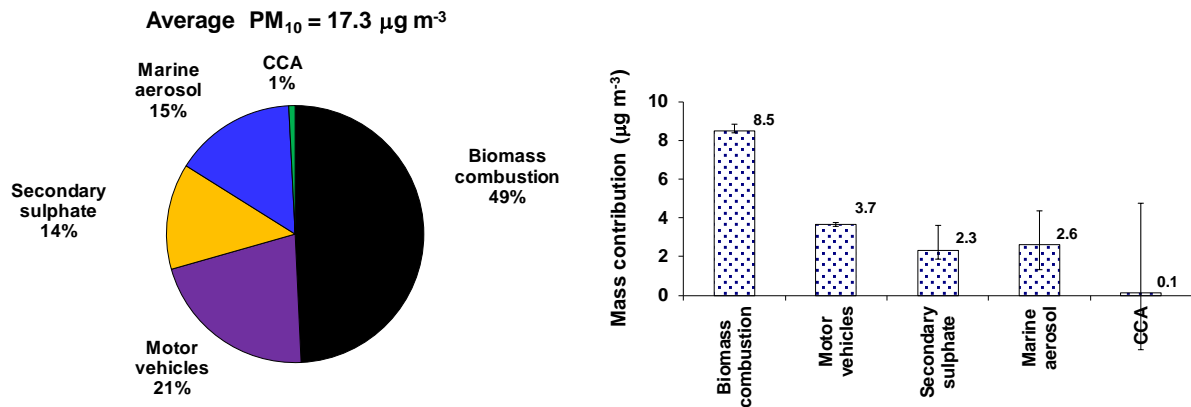 Average PM₁₀ = 17.3 μg m⁻³
CCA
1%
Marine
aerosol
15%
Biomass
combustion
49%
Secondary
sulphate
14%
Motor
vehicles
21%
Mass contribution (μg m⁻³)
10
8
6
4
2
0
8.5
3.7
2.3
2.6
0.1
Biomass
combustion
Motor
vehicles
Secondary
sulphate
Marine
aerosol
CCA